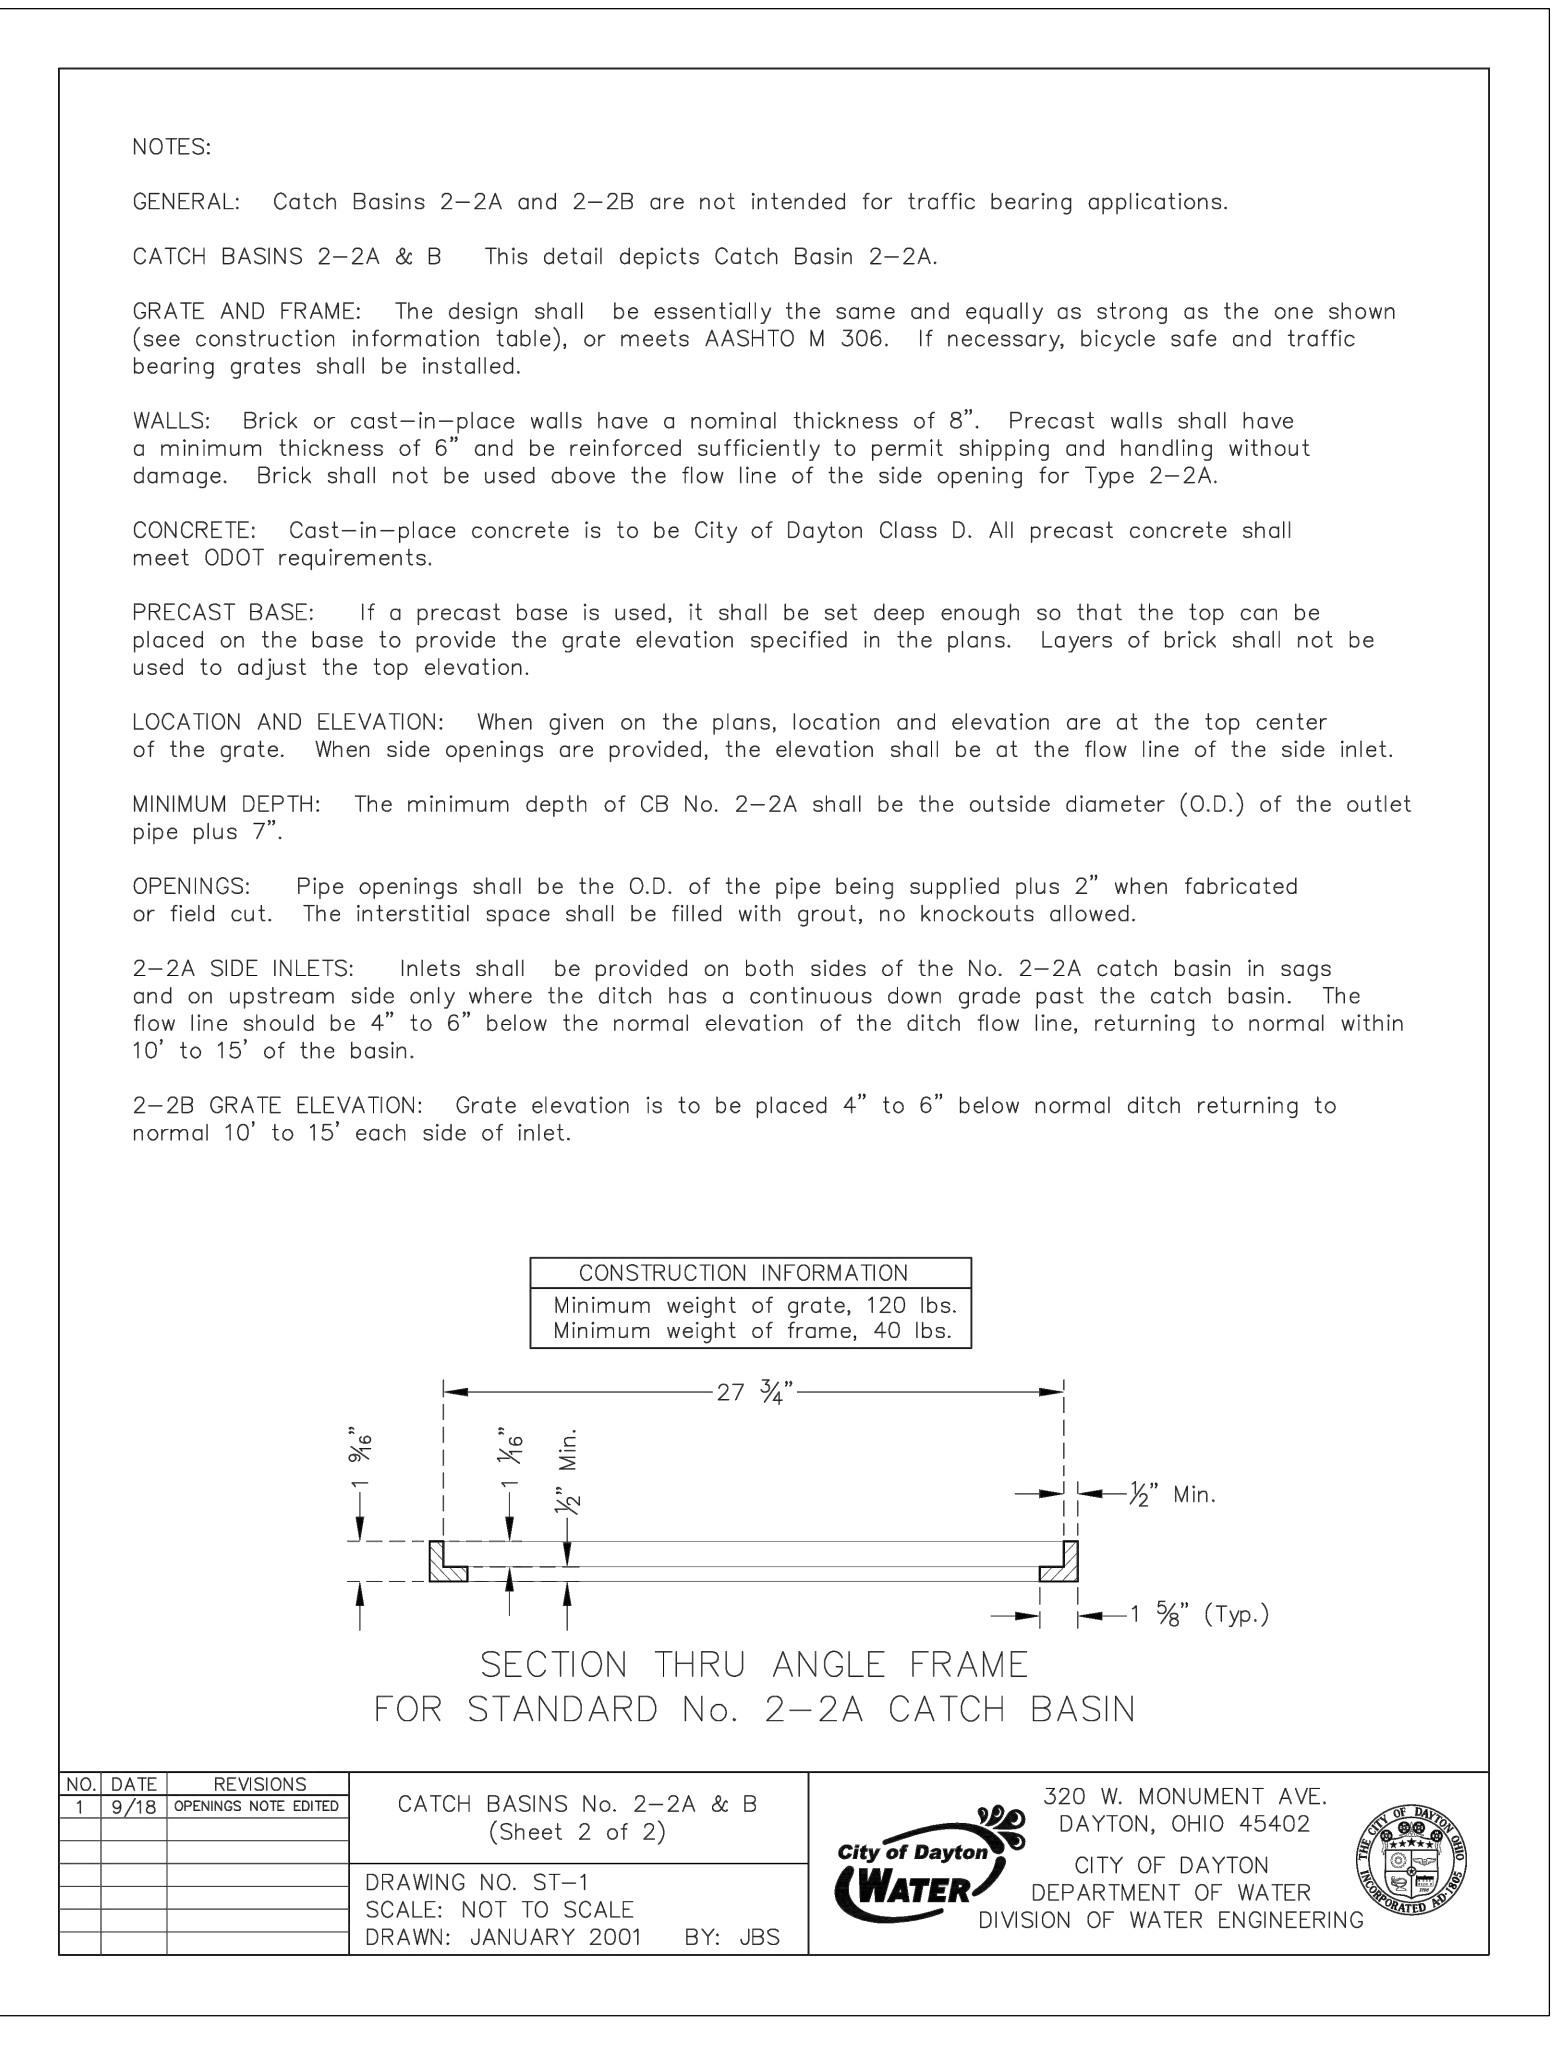 NOTES:
GENERAL: Catch Basins 2-2A and 2-2B are not intended for traffic bearing applications.
CATCH BASINS 2-2A & B This detail depicts Catch Basin 2-2A.
GRATE AND FRAME: The design shall be essentially the same and equally as strong as the one shown
(see construction information table), or meets AASHTO M 306. If necessary, bicycle safe and traffic
bearing grates shall be installed.
WALLS: Brick or cast-in-place walls have a nominal thickness of 8". Precast walls shall have
a minimum thickness of 6" and be reinforced sufficiently to permit shipping and handling without
damage. Brick shall not be used above the flow line of the side opening for Type 2-2A.
CONCRETE: Cast-in-place concrete is to be City of Dayton Class D. All precast concrete shall
meet ODOT requirements.
PRECAST BASE: If a precast base is used, it shall be set deep enough so that the top can be
placed on the base to provide the grate elevation specified in the plans. Layers of brick shall not be
used to adjust the top elevation.
LOCATION AND ELEVATION: When given on the plans, location and elevation are at the top center
of the grate. When side openings are provided, the elevation shall be at the flow line of the side inlet.
MINIMUM DEPTH: The minimum depth of CB No. 2-2A shall be the outside diameter (O.D.) of the outlet
pipe plus 7".
OPENINGS: Pipe openings shall be the O.D. of the pipe being supplied plus 2" when fabricated
or field cut. The interstitial space shall be filled with grout, no knockouts allowed.
2-2A SIDE INLETS: Inlets shall be provided on both sides of the No. 2-2A catch basin in sags
and on upstream side only where the ditch has a continuous down grade past the catch basin. The
flow line should be 4" to 6" below the normal elevation of the ditch flow line, returning to normal within
10' to 15' of the basin.
2-2B GRATE ELEVATION: Grate elevation is to be placed 4" to 6" below normal ditch returning to
normal 10' to 15' each side of inlet.
CONSTRUCTION INFORMATION
Minimum weight of grate, 120 lbs.
Minimum weight of frame, 40 lbs.
27 3/4"
1 9/16"
1 1/16"
1/2" Min.
1/2" Min.
1 5/8" (Typ.)
SECTION THRU ANGLE FRAME
FOR STANDARD No. 2-2A CATCH BASIN
NO. DATE REVISIONS
1 9/18 OPENINGS NOTE EDITED
CATCH BASINS No. 2-2A & B
(Sheet 2 of 2)
DRAWING NO. ST-1
SCALE: NOT TO SCALE
DRAWN: JANUARY 2001 BY: JBS
City of Dayton
WATER
320 W. MONUMENT AVE.
DAYTON, OHIO 45402
CITY OF DAYTON
DEPARTMENT OF WATER
DIVISION OF WATER ENGINEERING
THE CITY OF DAYTON OHIO
INCORPORATED A·D·1805